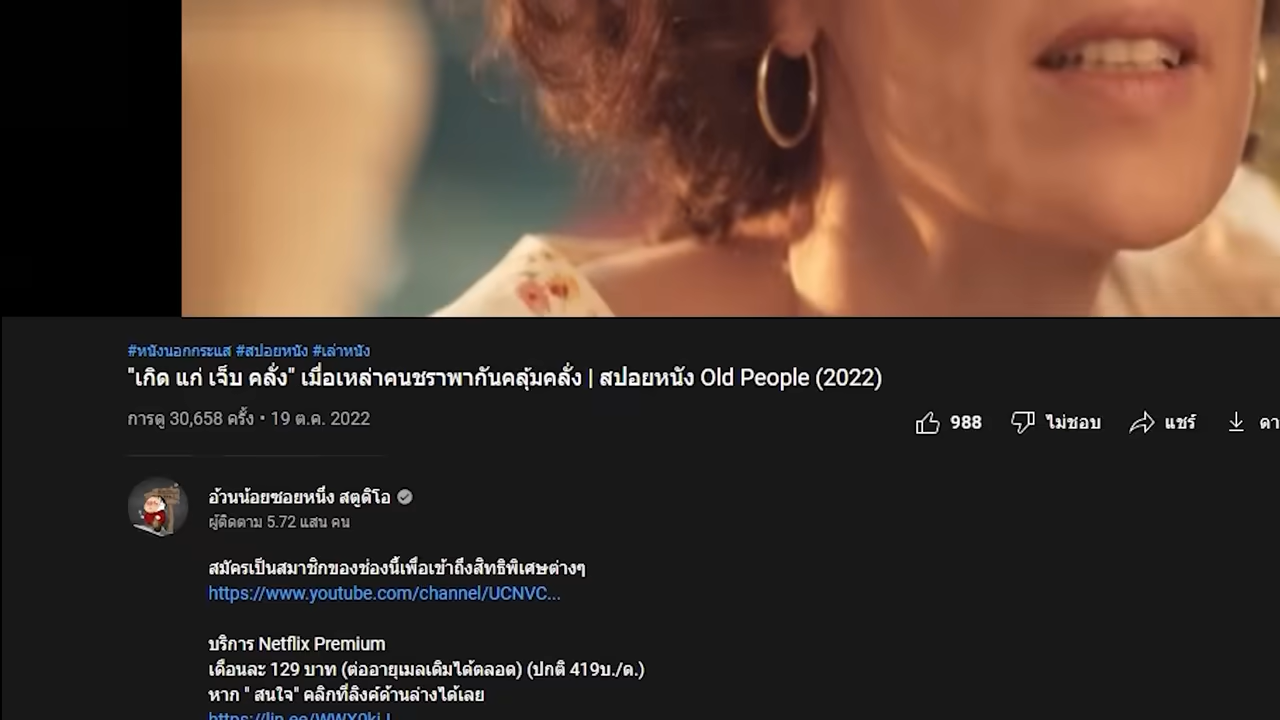 #หนังนอกกระแส #สปอยหนัง #เล่าหนัง
"เกิด แก่ เจ็บ คลั่ง" เมื่อเหล่าคนชราพากันคลุ้มคลั่ง | สปอยหนัง Old People (2022)
การดู 30,658 ครั้ง • 19 ต.ค. 2022
988 ไม่ชอบ แชร์
อ้วนน้อยซอยหนึ่ง สตูดิโอ
ผู้ติดตาม 5.72 แสน คน
สมัครเป็นสมาชิกของช่องนี้เพื่อเข้าถึงสิทธิพิเศษต่างๆ
https://www.youtube.com/channel/UCNVC...
บริการ Netflix Premium
เดือนละ 129 บาท (ต่ออายุเมลเดิมได้ตลอด) (ปกติ 419บ./ด.)
หาก " สนใจ" คลิกที่ลิงค์ด้านล่างได้เลย